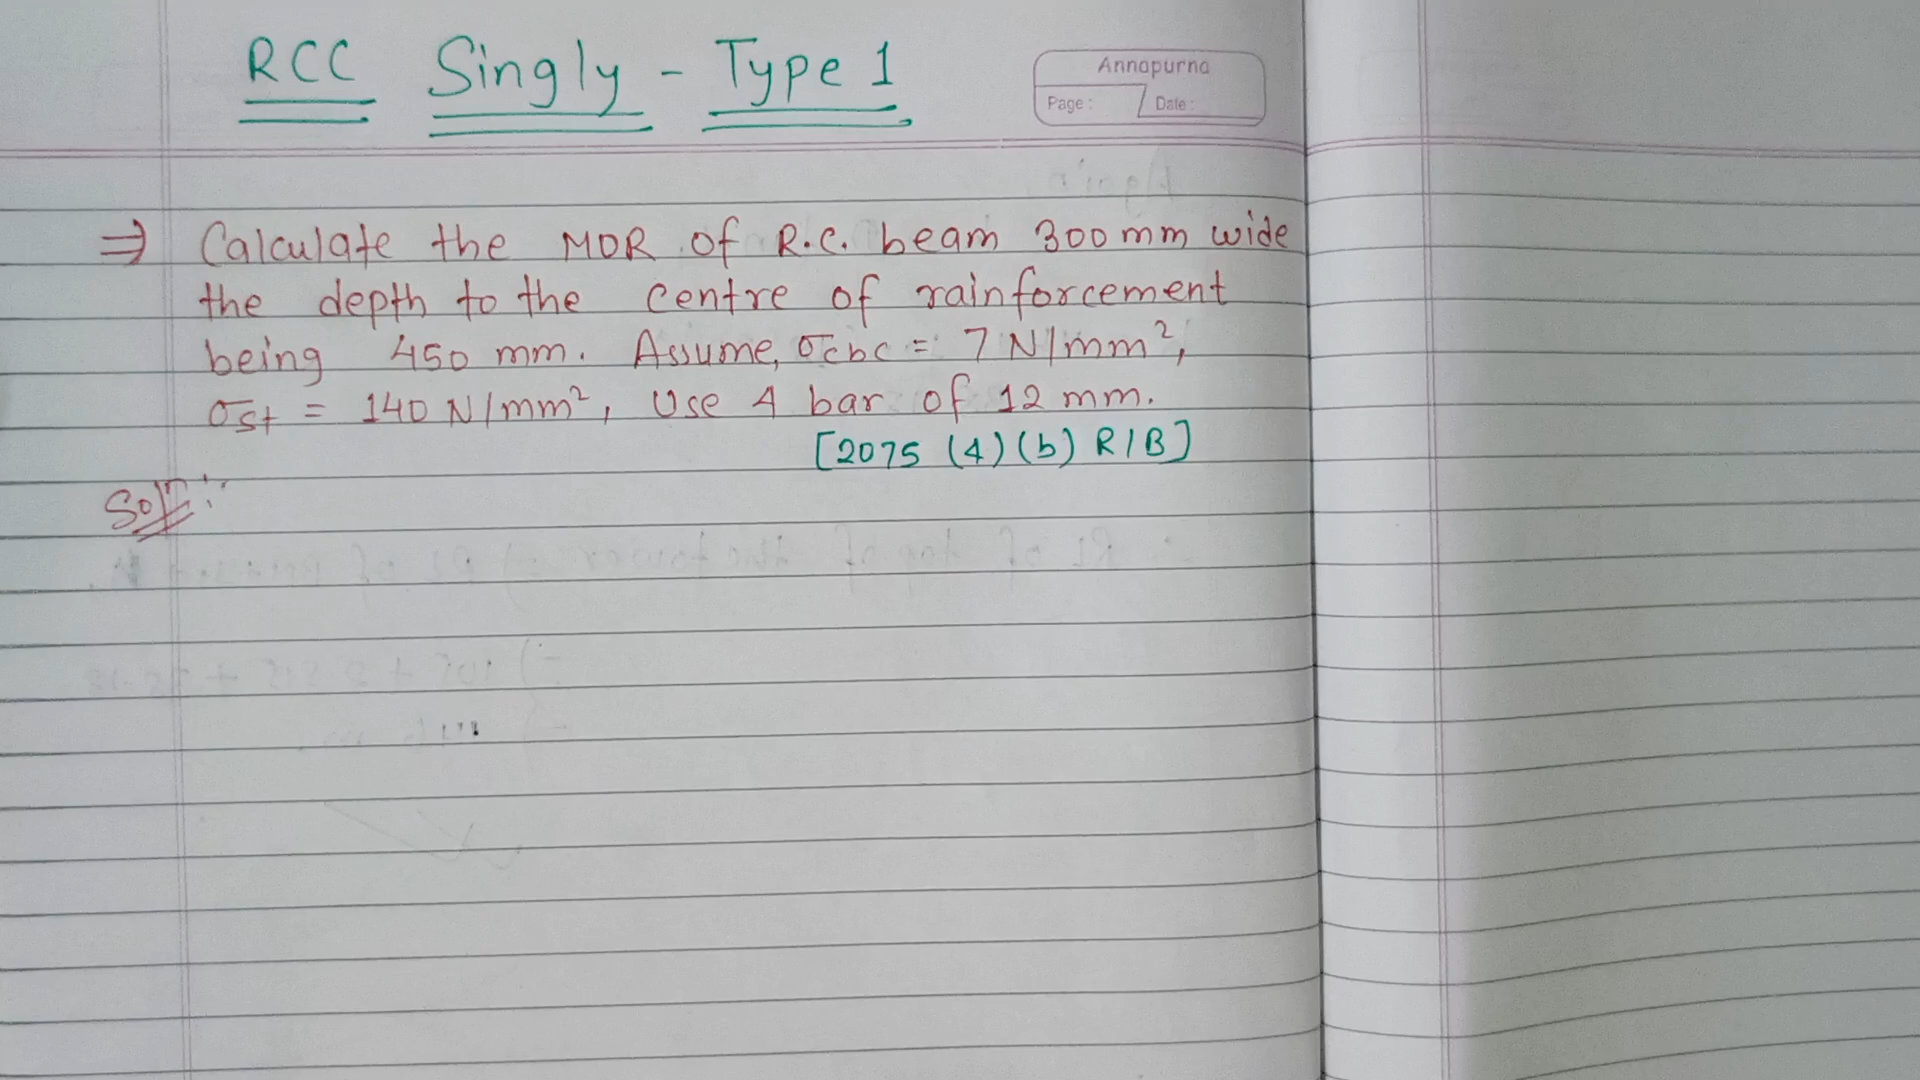 RCC Singly - Type 1
Annapurna
Page: Date:
⇒ Calculate the MOR of R.C. beam 300 mm wide
the depth to the centre of rainforcement
being 450 mm. Assume, σcbc = 7 N/mm²,
σst = 140 N/mm², Use 4 bar of 12 mm.
[2075 (4)(b) R/B]
Solⁿ: